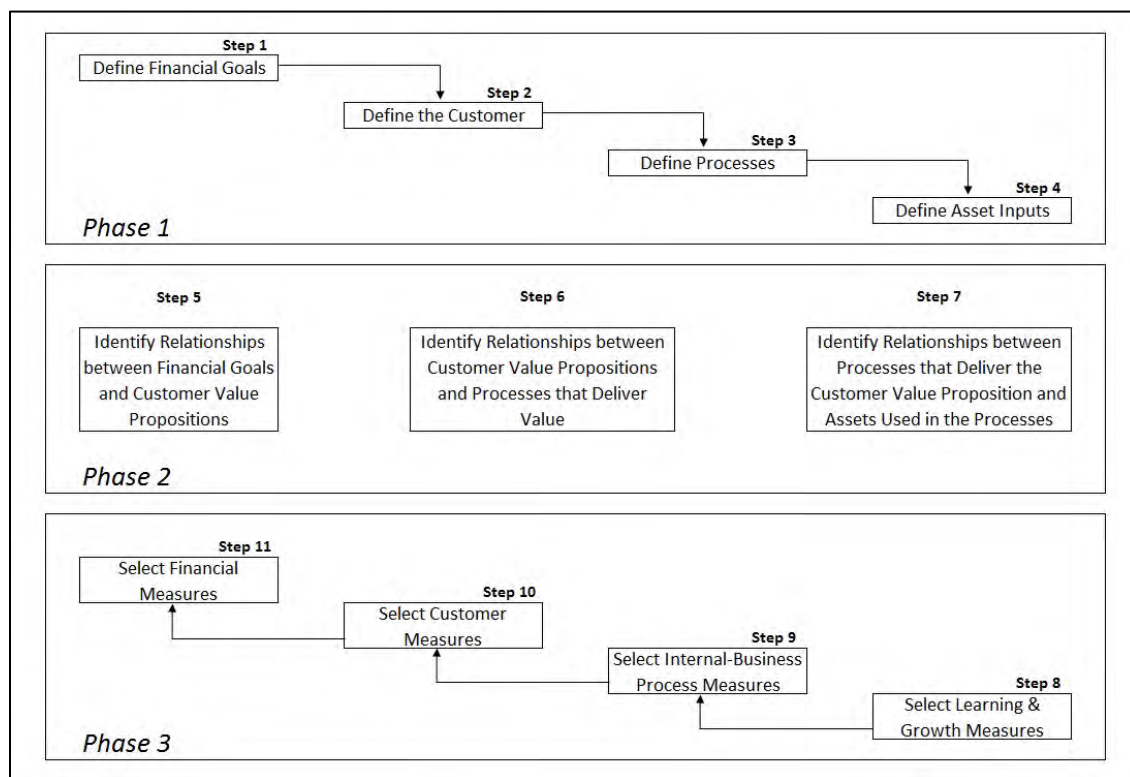 Step 1
Define Financial Goals
Step 2
Define the Customer
Step 3
Define Processes
Step 4
Define Asset Inputs
Phase 1
Step 5
Identify Relationships
between Financial Goals
and Customer Value
Propositions
Step 6
Identify Relationships between
Customer Value Propositions
and Processes that Deliver
Value
Step 7
Identify Relationships between
Processes that Deliver the
Customer Value Proposition and
Assets Used in the Processes
Phase 2
Step 11
Select Financial
Measures
Step 10
Select Customer
Measures
Step 9
Select Internal-Business
Process Measures
Step 8
Select Learning &
Growth Measures
Phase 3